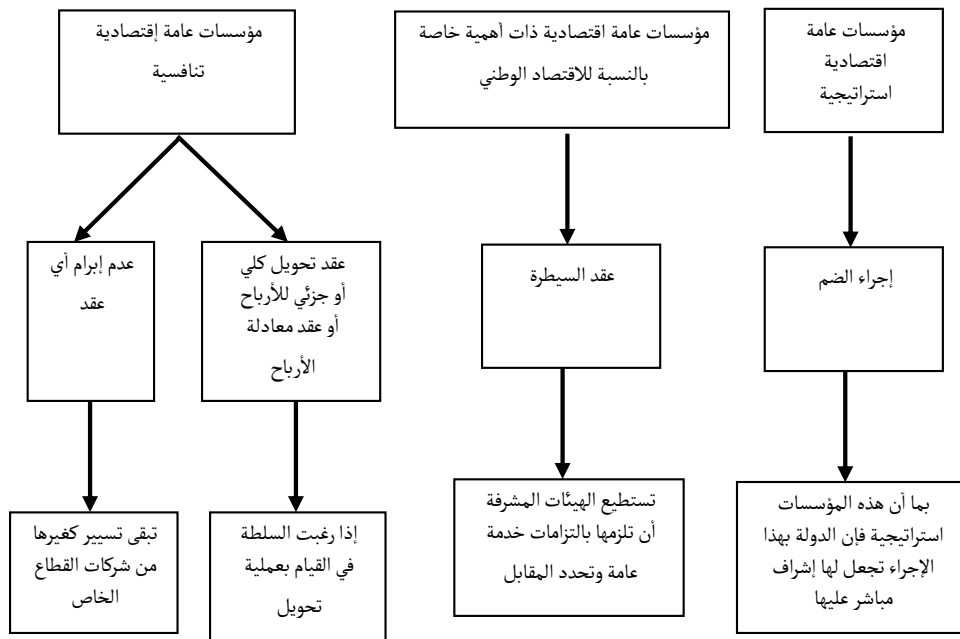 مؤسسات عامة
اقتصادية
استراتيجية
مؤسسات عامة اقتصادية ذات أهمية خاصة
بالنسبة للاقتصاد الوطني
مؤسسات عامة إقتصادية
تنافسية
إجراء الضم
عقد السيطرة
عقد تحويل كلي
أو جزئي للأرباح
أو عقد معادلة
الأرباح
عدم إبرام أي
عقد
بما أن هذه المؤسسات
استراتيجية فإن الدولة بهذا
الإجراء تجعل لها إشراف
مباشر عليها
تستطيع الهيئات المشرفة
أن تلزمها بالتزامات خدمة
عامة وتحدد المقابل
إذا رغبت السلطة
في القيام بعملية
تحويل
تبقى تسيير كغيرها
من شركات القطاع
الخاص